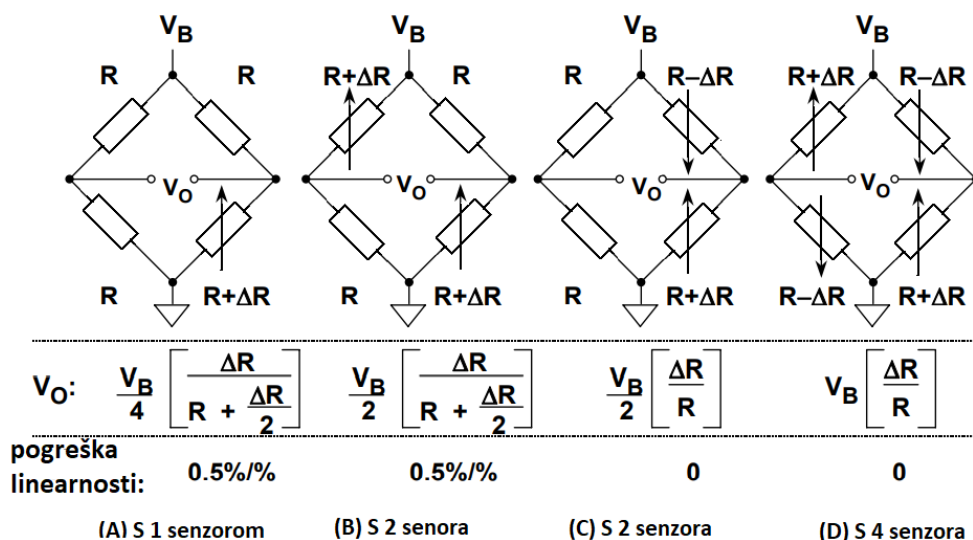 V_B V_B V_B V_B
R R R+ΔR R R R−ΔR R+ΔR R−ΔR
V_O V_O V_O V_O
R R+ΔR R R+ΔR R R+ΔR R−ΔR R+ΔR
V_O: V_B/4 [ΔR / (R + ΔR/2)] V_B/2 [ΔR / (R + ΔR/2)] V_B/2 [ΔR/R] V_B [ΔR/R]
pogreška
linearnosti: 0.5%/% 0.5%/% 0 0
(A) S 1 senzorom (B) S 2 senora (C) S 2 senzora (D) S 4 senzora